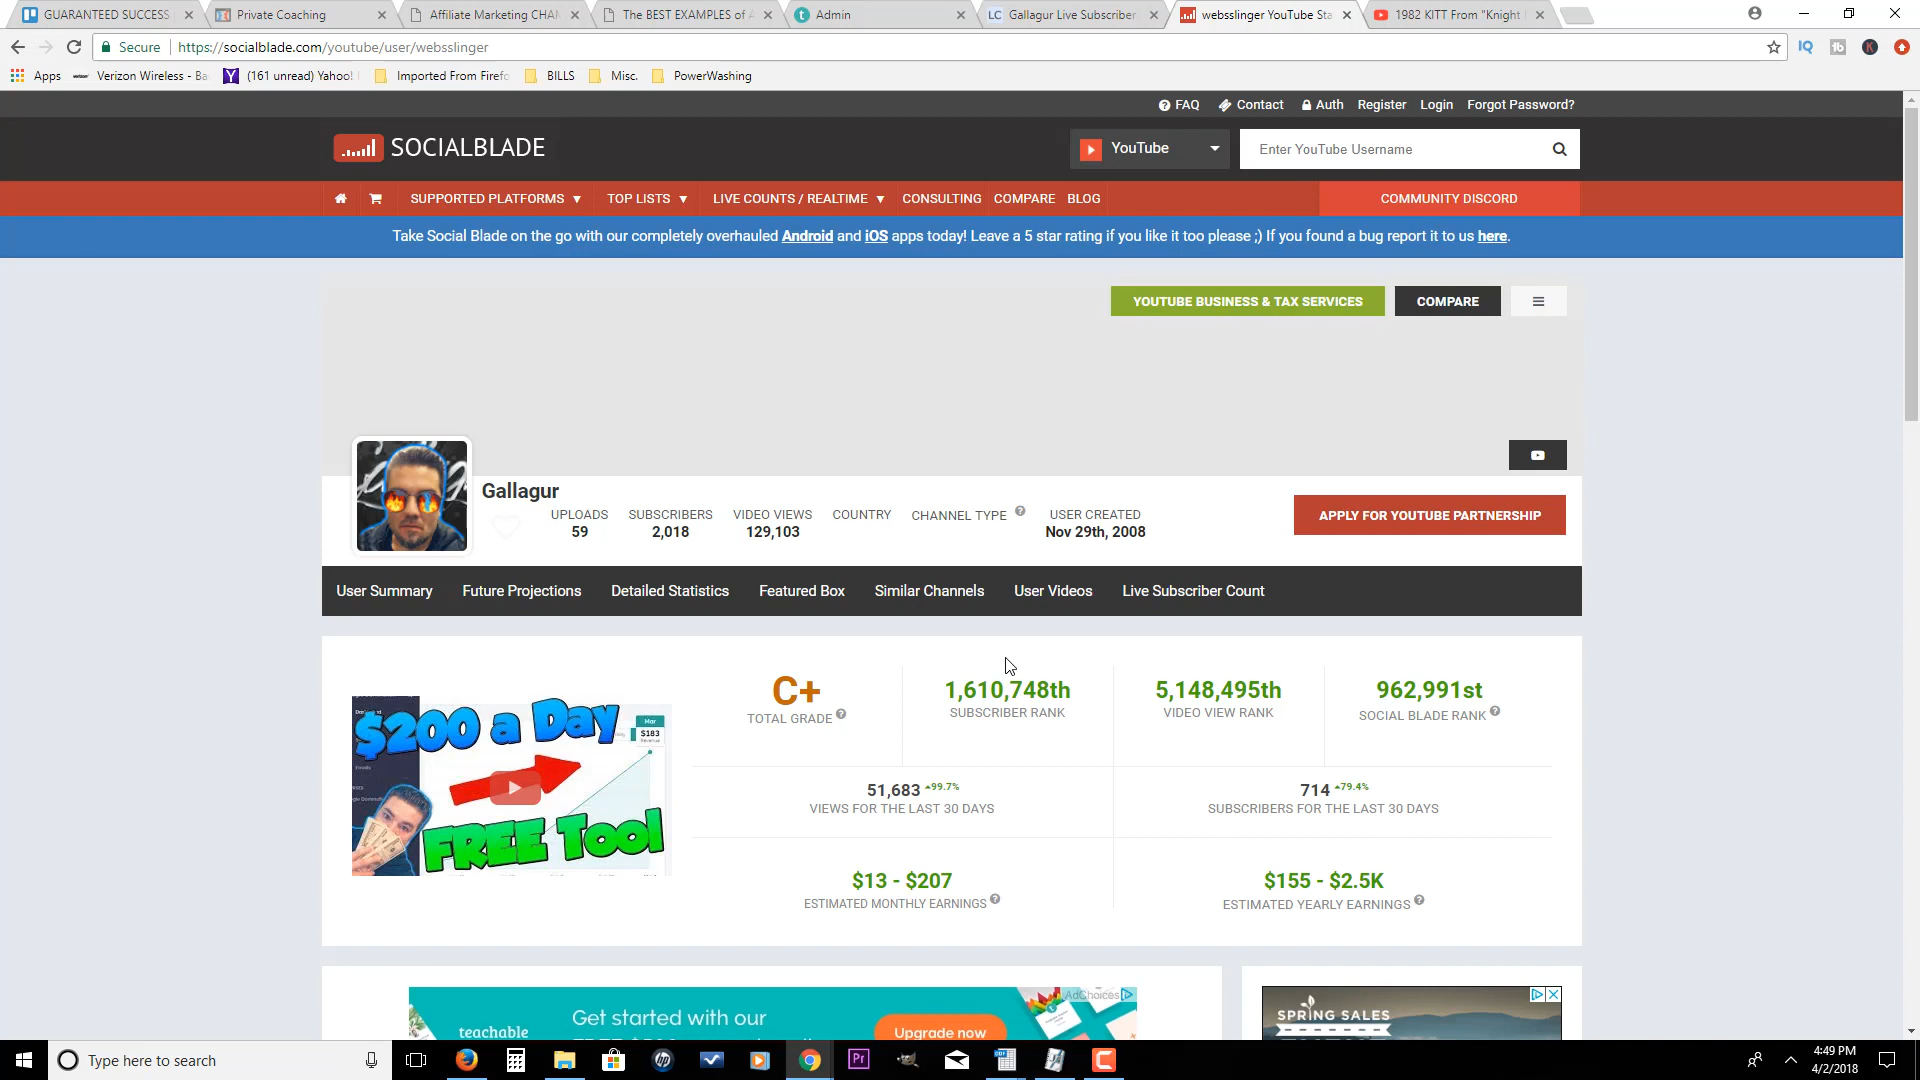 GUARANTEED SUCCESS
Private Coaching
Affiliate Marketing CHAN
The BEST EXAMPLES of A
Admin
LC Gallagur Live Subscriber
websslinger YouTube Sta
1982 KITT From "Knight
Secure https://socialblade.com/youtube/user/websslinger
Apps Verizon Wireless - Ba (161 unread) Yahoo! Imported From Firefo BILLS Misc. PowerWashing
FAQ Contact Auth Register Login Forgot Password?
SOCIALBLADE
YouTube
Enter YouTube Username
SUPPORTED PLATFORMS TOP LISTS LIVE COUNTS / REALTIME CONSULTING COMPARE BLOG
COMMUNITY DISCORD
Take Social Blade on the go with our completely overhauled Android and iOS apps today! Leave a 5 star rating if you like it too please ;) If you found a bug report it to us here.
YOUTUBE BUSINESS & TAX SERVICES
COMPARE
Gallagur
UPLOADS SUBSCRIBERS VIDEO VIEWS COUNTRY CHANNEL TYPE USER CREATED
59 2,018 129,103 Nov 29th, 2008
APPLY FOR YOUTUBE PARTNERSHIP
User Summary Future Projections Detailed Statistics Featured Box Similar Channels User Videos Live Subscriber Count
$200 a Day
Mar
$183
Revenue
FREE Tool
C+
TOTAL GRADE
1,610,748th
SUBSCRIBER RANK
5,148,495th
VIDEO VIEW RANK
962,991st
SOCIAL BLADE RANK
51,683 99.7%
VIEWS FOR THE LAST 30 DAYS
714 79.4%
SUBSCRIBERS FOR THE LAST 30 DAYS
$13 - $207
ESTIMATED MONTHLY EARNINGS
$155 - $2.5K
ESTIMATED YEARLY EARNINGS
teachable
Get started with our
Upgrade now
AdChoices
SPRING SALES
Type here to search
Pr
hp
4:49 PM
4/2/2018